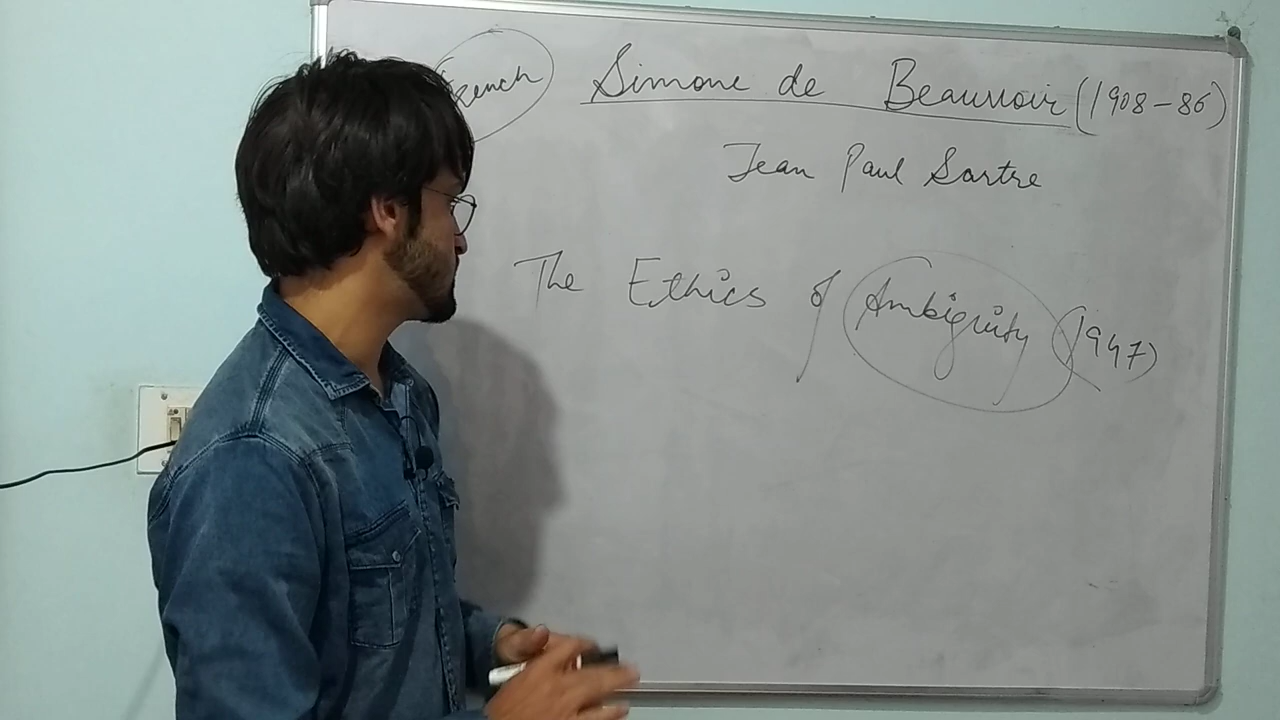 French Simone de Beauvoir (1908-86)
Jean Paul Sartre
The Ethics of Ambiguity (1947)